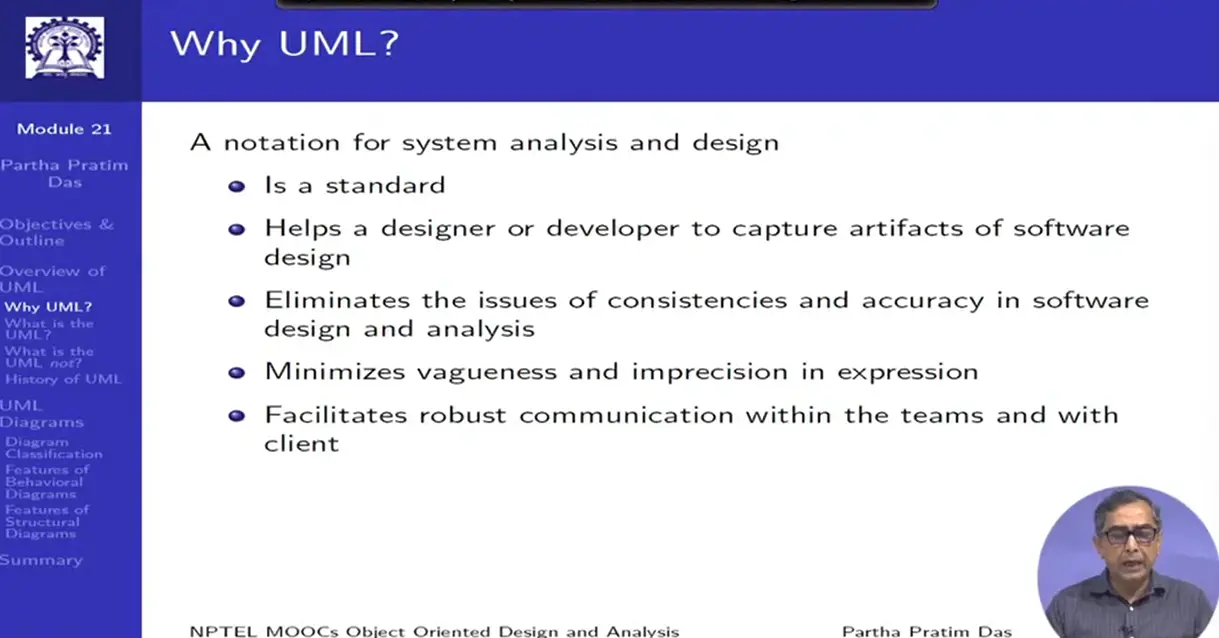 Why UML?
Module 21
Partha Pratim
Das
Objectives &
Outline
Overview of
UML
Why UML?
What is the
UML?
What is the
UML not?
History of UML
UML
Diagrams
Diagram
Classification
Features of
Behavioral
Diagrams
Features of
Structural
Diagrams
Summary
A notation for system analysis and design
Is a standard
Helps a designer or developer to capture artifacts of software
design
Eliminates the issues of consistencies and accuracy in software
design and analysis
Minimizes vagueness and imprecision in expression
Facilitates robust communication within the teams and with
client
NPTEL MOOCs Object Oriented Design and Analysis
Partha Pratim Das